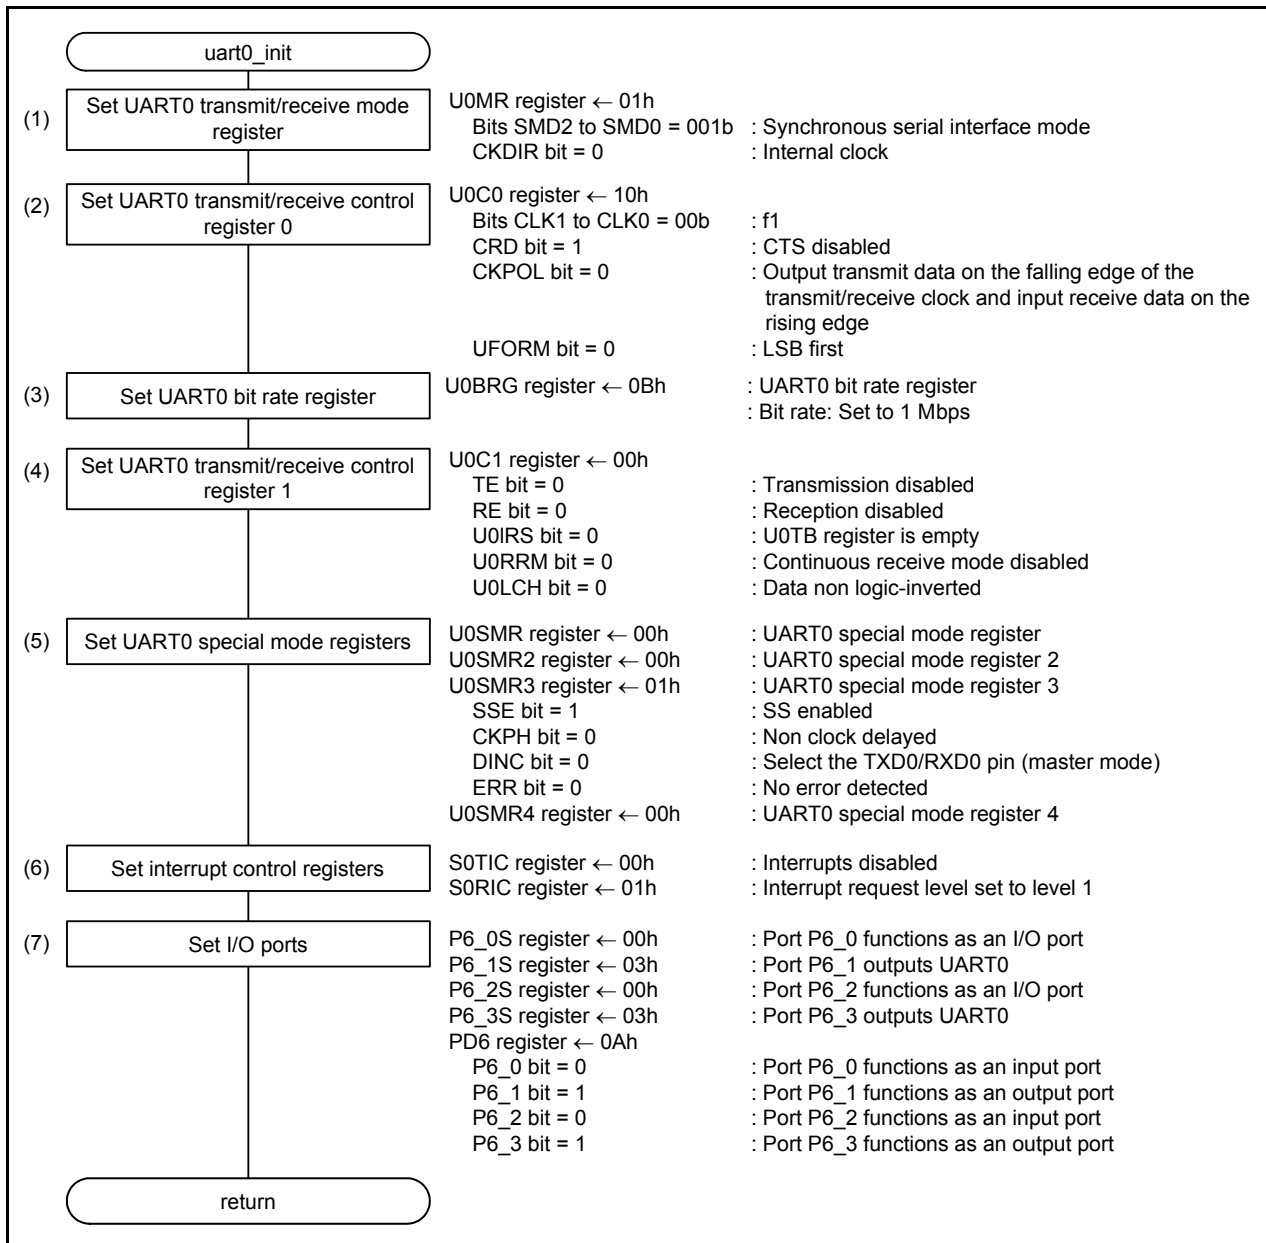 uart0_init
(1)
Set UART0 transmit/receive mode
register
U0MR register ← 01h
Bits SMD2 to SMD0 = 001b : Synchronous serial interface mode
CKDIR bit = 0 : Internal clock
(2)
Set UART0 transmit/receive control
register 0
U0C0 register ← 10h
Bits CLK1 to CLK0 = 00b : f1
CRD bit = 1 : CTS disabled
CKPOL bit = 0 : Output transmit data on the falling edge of the
transmit/receive clock and input receive data on the
rising edge
UFORM bit = 0 : LSB first
(3)
Set UART0 bit rate register
U0BRG register ← 0Bh : UART0 bit rate register
: Bit rate: Set to 1 Mbps
(4)
Set UART0 transmit/receive control
register 1
U0C1 register ← 00h
TE bit = 0 : Transmission disabled
RE bit = 0 : Reception disabled
U0IRS bit = 0 : U0TB register is empty
U0RRM bit = 0 : Continuous receive mode disabled
U0LCH bit = 0 : Data non logic-inverted
(5)
Set UART0 special mode registers
U0SMR register ← 00h : UART0 special mode register
U0SMR2 register ← 00h : UART0 special mode register 2
U0SMR3 register ← 01h : UART0 special mode register 3
SSE bit = 1 : SS enabled
CKPH bit = 0 : Non clock delayed
DINC bit = 0 : Select the TXD0/RXD0 pin (master mode)
ERR bit = 0 : No error detected
U0SMR4 register ← 00h : UART0 special mode register 4
(6)
Set interrupt control registers
S0TIC register ← 00h : Interrupts disabled
S0RIC register ← 01h : Interrupt request level set to level 1
(7)
Set I/O ports
P6_0S register ← 00h : Port P6_0 functions as an I/O port
P6_1S register ← 03h : Port P6_1 outputs UART0
P6_2S register ← 00h : Port P6_2 functions as an I/O port
P6_3S register ← 03h : Port P6_3 outputs UART0
PD6 register ← 0Ah
P6_0 bit = 0 : Port P6_0 functions as an input port
P6_1 bit = 1 : Port P6_1 functions as an output port
P6_2 bit = 0 : Port P6_2 functions as an input port
P6_3 bit = 1 : Port P6_3 functions as an output port
return